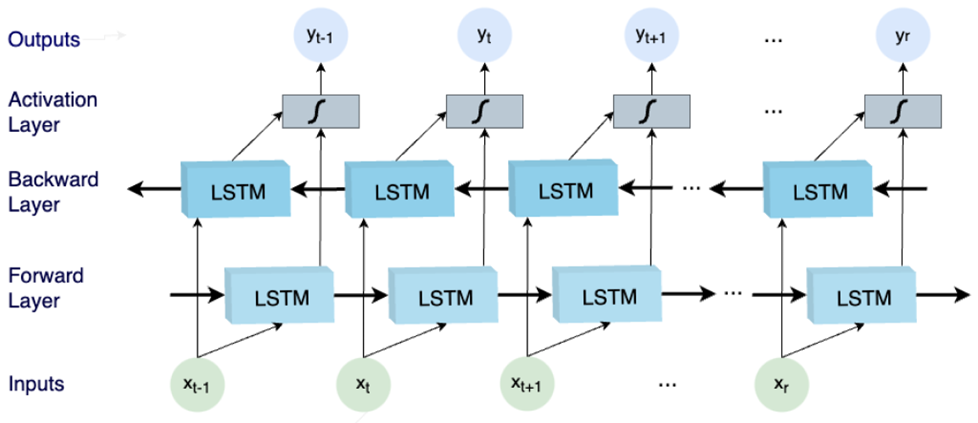 Outputs yt-1 yt yt+1 ... yr
Activation
Layer
∫ ∫ ∫ ... ∫
Backward
Layer
LSTM LSTM LSTM ... LSTM
Forward
Layer
LSTM LSTM LSTM ... LSTM
Inputs xt-1 xt xt+1 ... xr